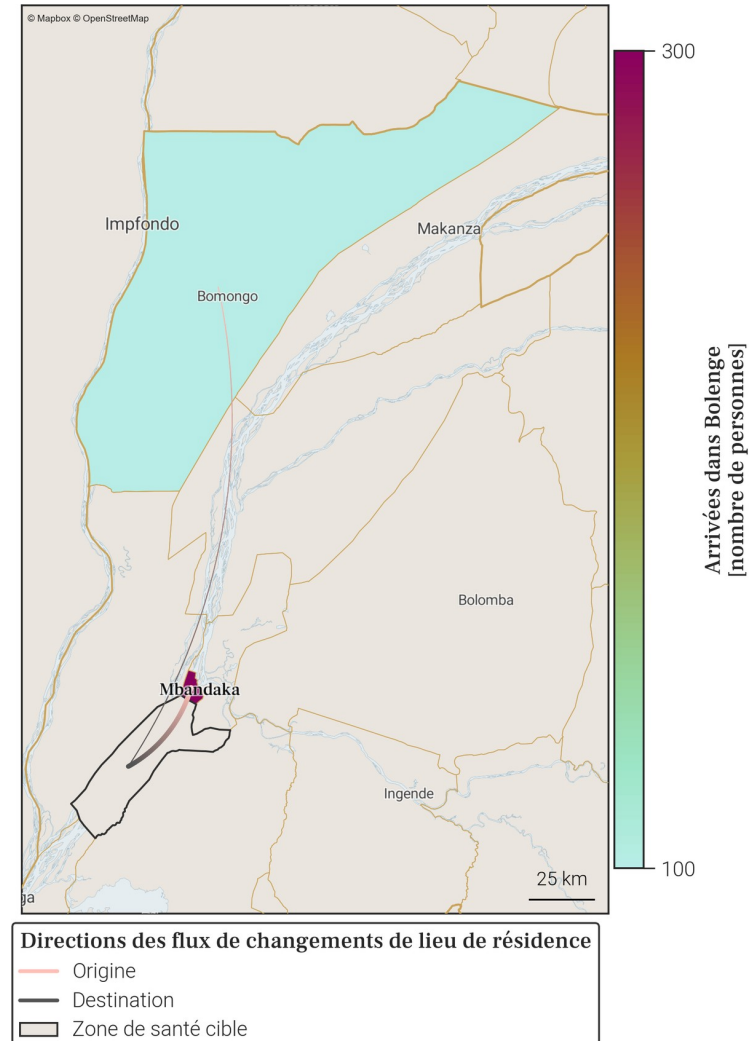 © Mapbox © OpenStreetMap
300
Impfondo
Makanza
Bomongo
Arrivées dans Bolenge
[nombre de personnes]
Bolomba
Mbandaka
Ingende
25 km
100
ga
Directions des flux de changements de lieu de résidence
Origine
Destination
Zone de santé cible